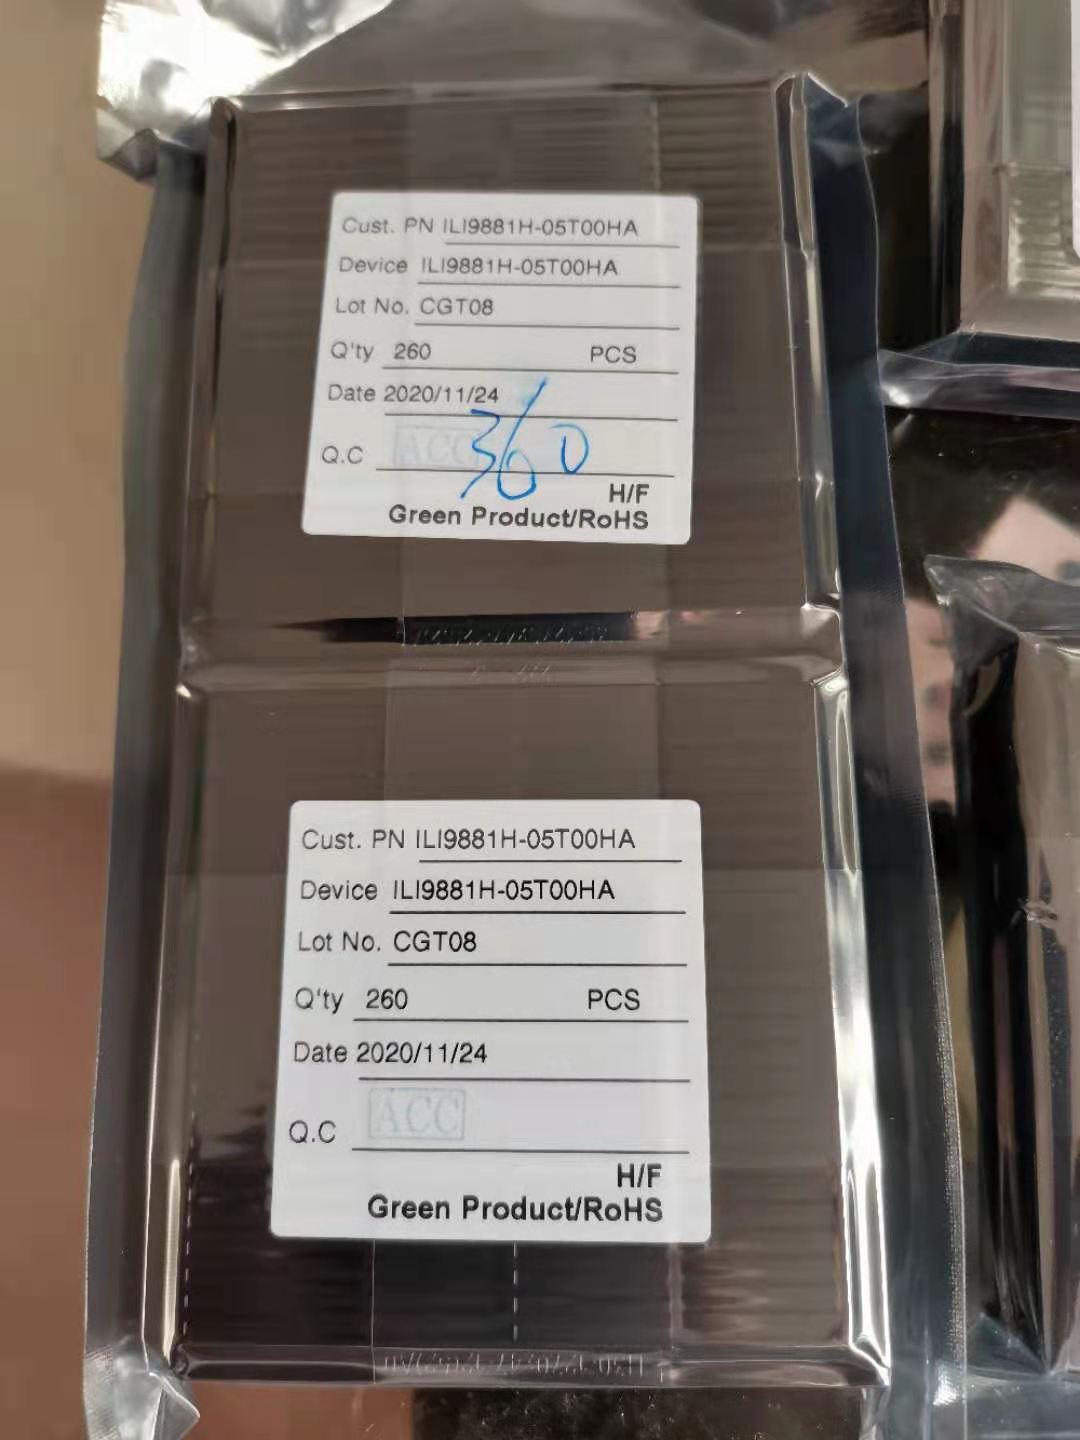 Cust. PN ILI9881H-05T00HA
Device ILI9881H-05T00HA
Lot No. CGT08
Q'ty 260 PCS
Date 2020/11/24
Q.C ACC 360
H/F
Green Product/RoHS
Cust. PN ILI9881H-05T00HA
Device ILI9881H-05T00HA
Lot No. CGT08
Q'ty 260 PCS
Date 2020/11/24
Q.C ACC
H/F
Green Product/RoHS